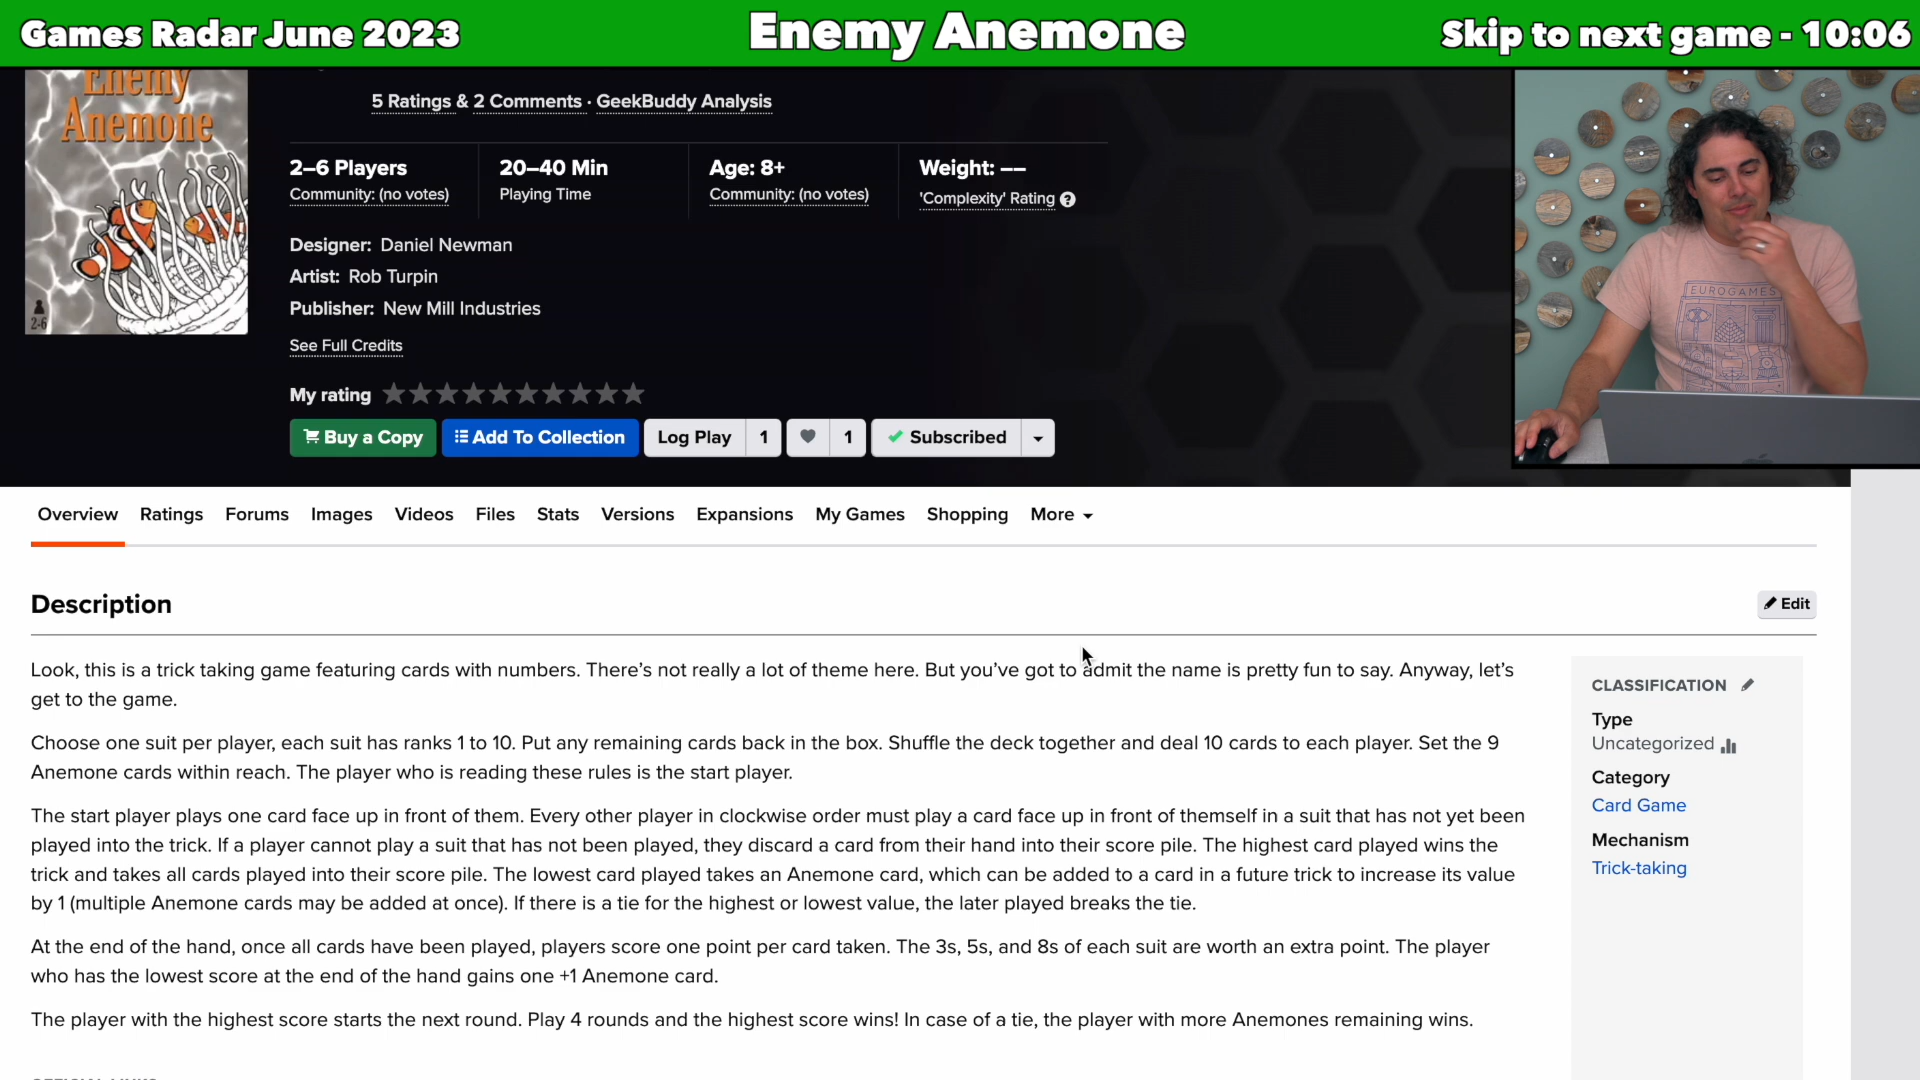 Games Radar June 2023
Enemy Anemone
Skip to next game - 10:06
Enemy
Anemone
2-6
5 Ratings & 2 Comments · GeekBuddy Analysis
2–6 Players
Community: (no votes)
20–40 Min
Playing Time
Age: 8+
Community: (no votes)
Weight: ––
'Complexity' Rating ?
Designer: Daniel Newman
Artist: Rob Turpin
Publisher: New Mill Industries
See Full Credits
My rating
Buy a Copy
Add To Collection
Log Play 1
1
Subscribed
EUROGAMES
Overview Ratings Forums Images Videos Files Stats Versions Expansions My Games Shopping More
Description
Edit
Look, this is a trick taking game featuring cards with numbers. There's not really a lot of theme here. But you've got to admit the name is pretty fun to say. Anyway, let's
get to the game.
Choose one suit per player, each suit has ranks 1 to 10. Put any remaining cards back in the box. Shuffle the deck together and deal 10 cards to each player. Set the 9
Anemone cards within reach. The player who is reading these rules is the start player.
The start player plays one card face up in front of them. Every other player in clockwise order must play a card face up in front of themself in a suit that has not yet been
played into the trick. If a player cannot play a suit that has not been played, they discard a card from their hand into their score pile. The highest card played wins the
trick and takes all cards played into their score pile. The lowest card played takes an Anemone card, which can be added to a card in a future trick to increase its value
by 1 (multiple Anemone cards may be added at once). If there is a tie for the highest or lowest value, the later played breaks the tie.
At the end of the hand, once all cards have been played, players score one point per card taken. The 3s, 5s, and 8s of each suit are worth an extra point. The player
who has the lowest score at the end of the hand gains one +1 Anemone card.
The player with the highest score starts the next round. Play 4 rounds and the highest score wins! In case of a tie, the player with more Anemones remaining wins.
CLASSIFICATION
Type
Uncategorized
Category
Card Game
Mechanism
Trick-taking